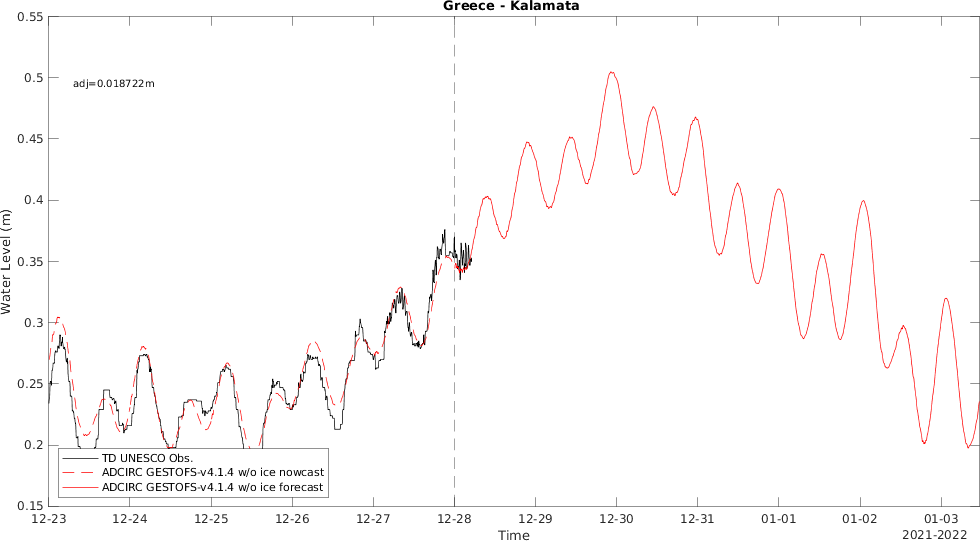 Greece - Kalamata
0.55
0.5
0.45
0.4
0.35
0.3
0.25
0.2
0.15
Water Level (m)
adj=0.018722m
TD UNESCO Obs.
ADCIRC GESTOFS-v4.1.4 w/o ice nowcast
ADCIRC GESTOFS-v4.1.4 w/o ice forecast
12-23 12-24 12-25 12-26 12-27 12-28 12-29 12-30 12-31 01-01 01-02 01-03
Time
2021-2022